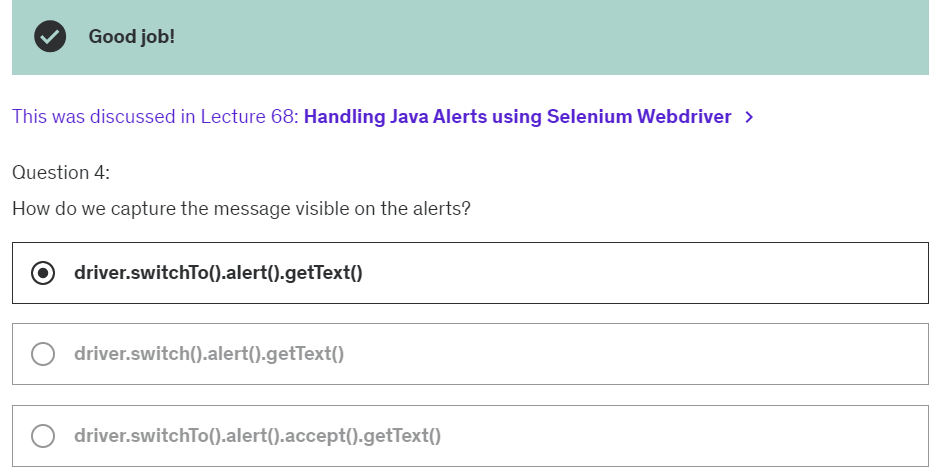 Good job!
This was discussed in Lecture 68: Handling Java Alerts using Selenium Webdriver >
Question 4:
How do we capture the message visible on the alerts?
driver.switchTo().alert().getText()
driver.switch().alert().getText()
driver.switchTo().alert().accept().getText()